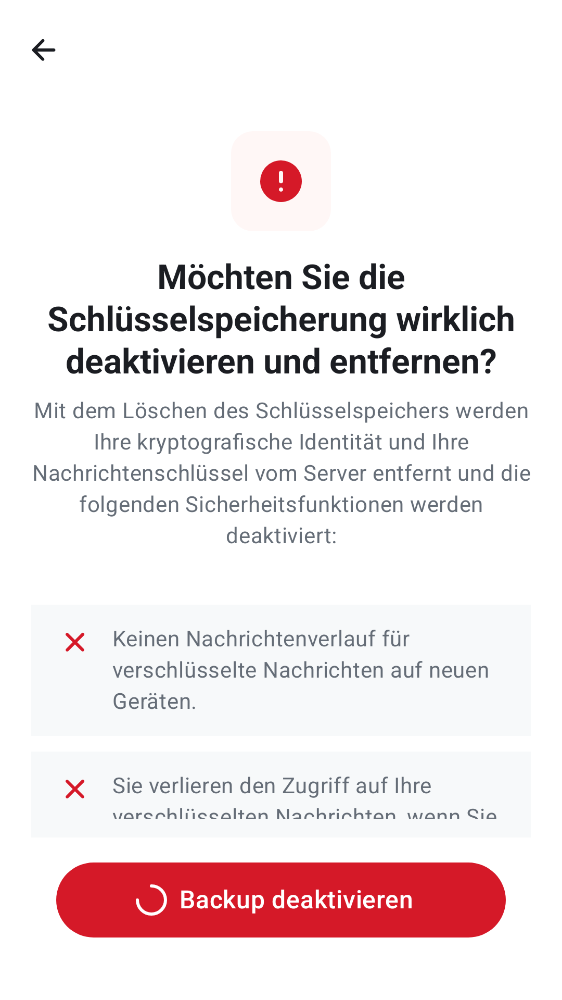 Möchten Sie die
Schlüsselspeicherung wirklich
deaktivieren und entfernen?
Mit dem Löschen des Schlüsselspeichers werden
Ihre kryptografische Identität und Ihre
Nachrichtenschlüssel vom Server entfernt und die
folgenden Sicherheitsfunktionen werden
deaktiviert:
Keinen Nachrichtenverlauf für
verschlüsselte Nachrichten auf neuen
Geräten.
Sie verlieren den Zugriff auf Ihre
verschlüsselten Nachrichten, wenn Sie
Backup deaktivieren